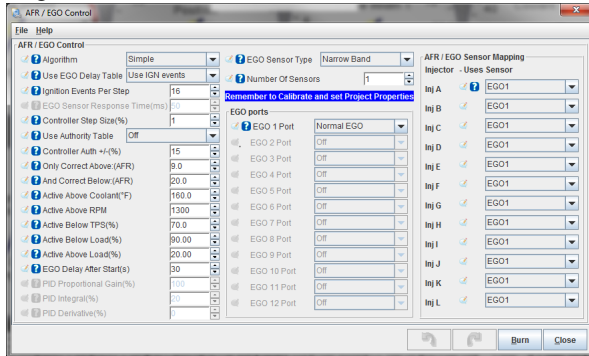 AFR / EGO Control
File Help
AFR / EGO Control
Algorithm Simple
Use EGO Delay Table Use IGN events
Ignition Events Per Step 16
EGO Sensor Response Time(ms) 50
Controller Step Size(%) 1
Use Authority Table Off
Controller Auth +/-(%) 15
Only Correct Above:(AFR) 9.0
And Correct Below:(AFR) 20.0
Active Above Coolant(°F) 160.0
Active Above RPM 1300
Active Below TPS(%) 70.0
Active Below Load(%) 90.00
Active Above Load(%) 20.00
EGO Delay After Start(s) 30
PID Proportional Gain(%) 100
PID Integral(%) 20
PID Derivative(%) 0
EGO Sensor Type Narrow Band
Number Of Sensors 1
Remember to Calibrate and set Project Properties
EGO ports
EGO 1 Port Normal EGO
EGO 2 Port Off
EGO 3 Port Off
EGO 4 Port Off
EGO 5 Port Off
EGO 6 Port Off
EGO 7 Port Off
EGO 8 Port Off
EGO 9 Port Off
EGO 10 Port Off
EGO 11 Port Off
EGO 12 Port Off
AFR / EGO Sensor Mapping
Injector - Uses Sensor
Inj A EGO1
Inj B EGO1
Inj C EGO1
Inj D EGO1
Inj E EGO1
Inj F EGO1
Inj G EGO1
Inj H EGO1
Inj I EGO1
Inj J EGO1
Inj K EGO1
Inj L EGO1
Burn Close